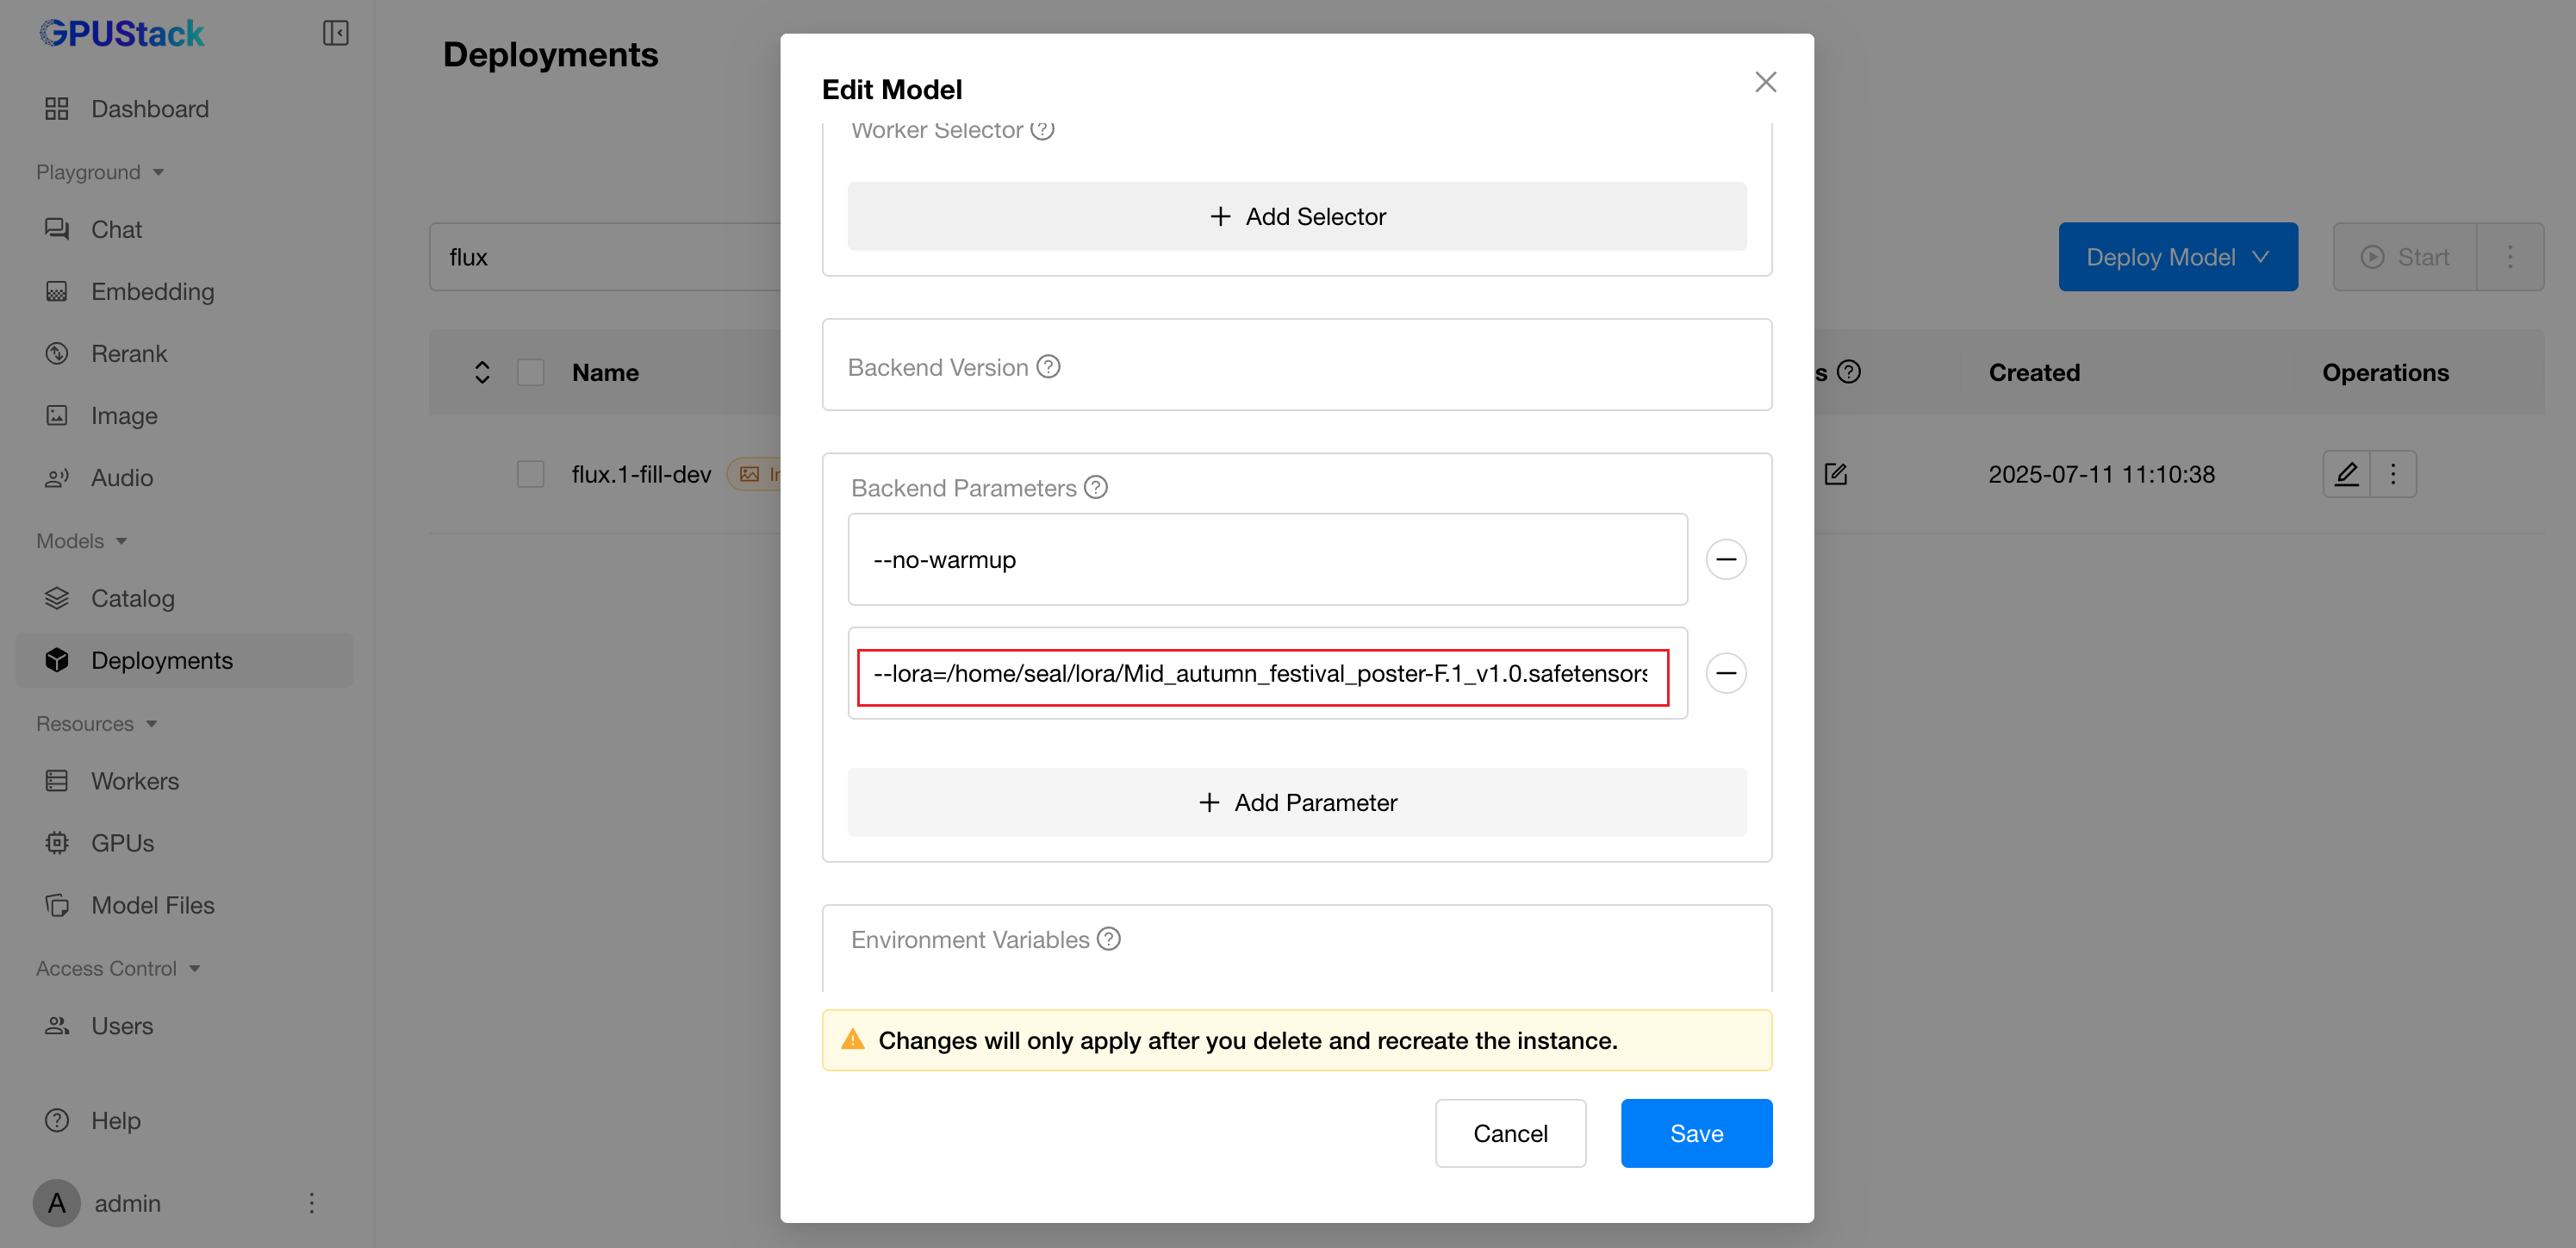 GPUStack
Dashboard
Playground
Chat
Embedding
Rerank
Image
Audio
Models
Catalog
Deployments
Resources
Workers
GPUs
Model Files
Access Control
Users
Help
A admin
Deployments
flux
Deploy Model
Start
Name
s
Created
Operations
flux.1-fill-dev
2025-07-11 11:10:38
Edit Model
Worker Selector
Add Selector
Backend Version
Backend Parameters
--no-warmup
--lora=/home/seal/lora/Mid_autumn_festival_poster-F.1_v1.0.safetensors
Add Parameter
Environment Variables
Changes will only apply after you delete and recreate the instance.
Cancel
Save